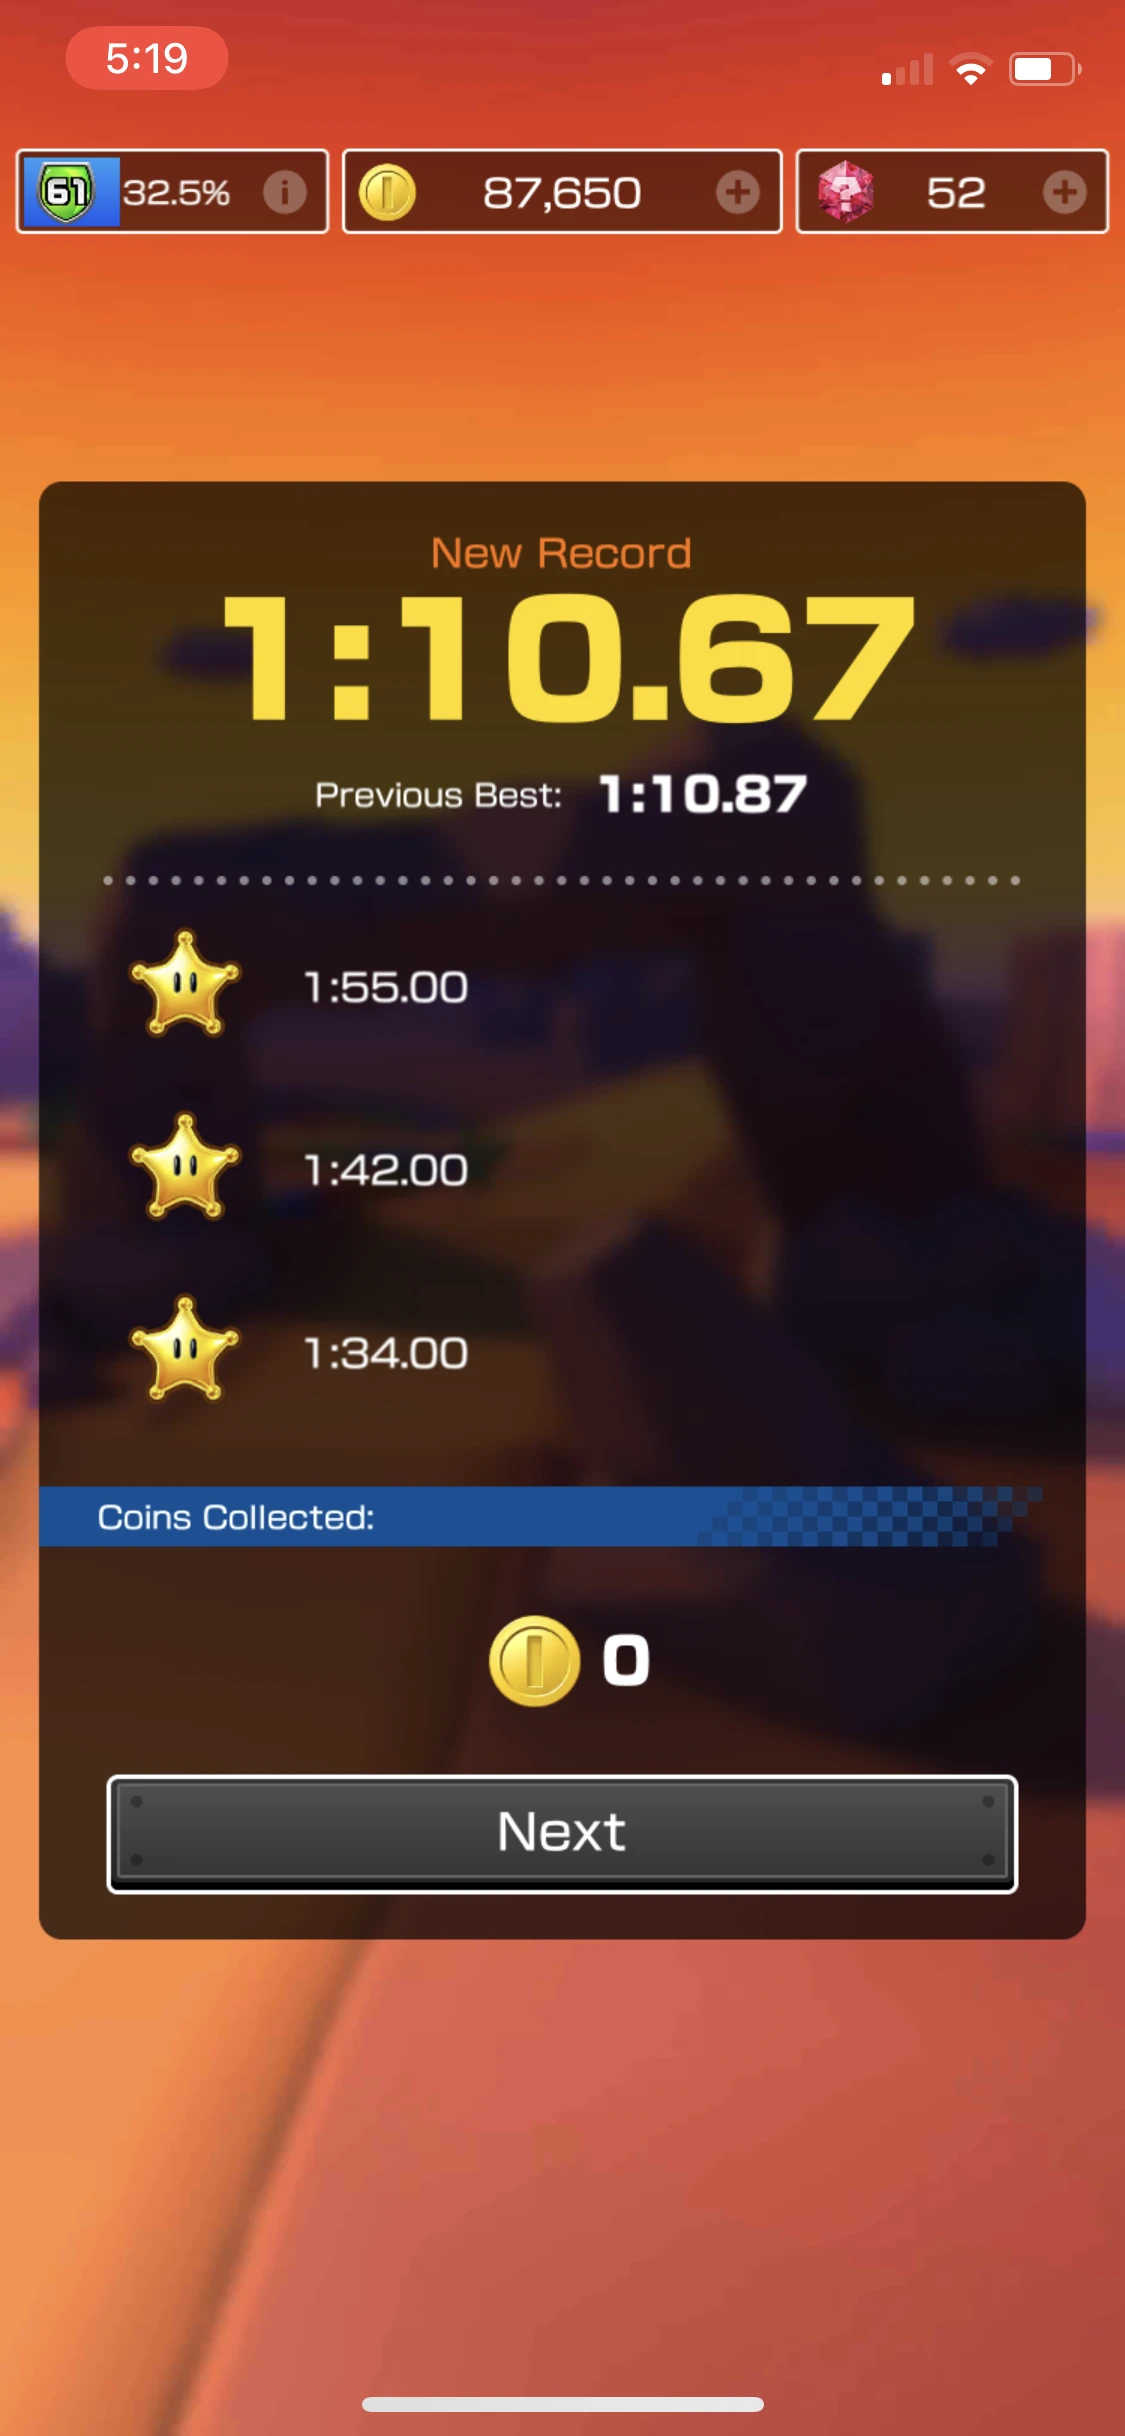 5:19
61 32.5% i 87,650 + ? 52 +
New Record
1:10.67
Previous Best: 1:10.87
1:55.00
1:42.00
1:34.00
Coins Collected:
0
Next